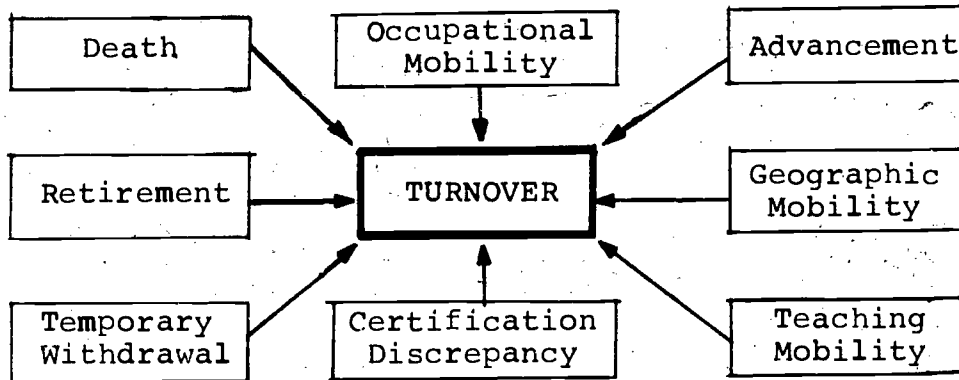 Death
Occupational
Mobility
Advancement
Retirement
TURNOVER
Geographic
Mobility
Temporary
Withdrawal
Certification
Discrepancy
Teaching
Mobility